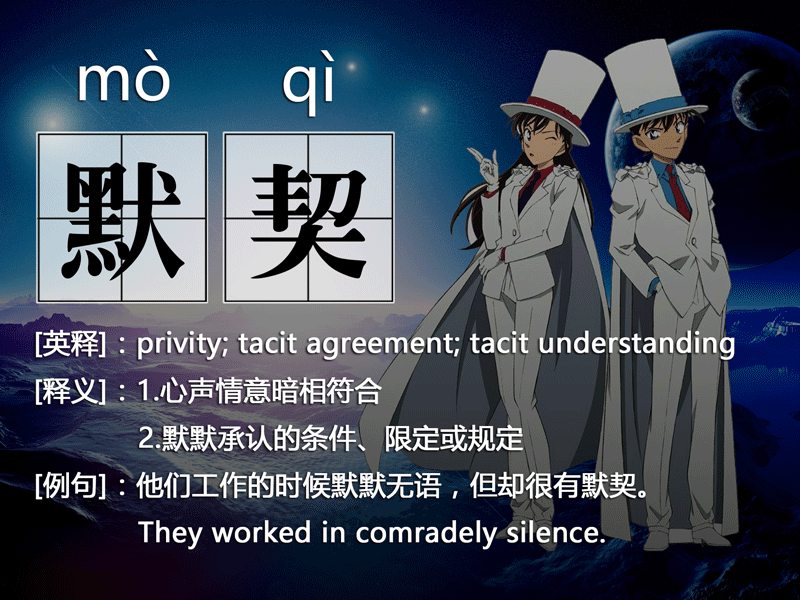 mò qì
默契
[英释]：privity; tacit agreement; tacit understanding
[释义]：1.心声情意暗相符合
2.默默承认的条件、限定或规定
[例句]：他们工作的时候默默无语，但却很有默契。
They worked in comradely silence.